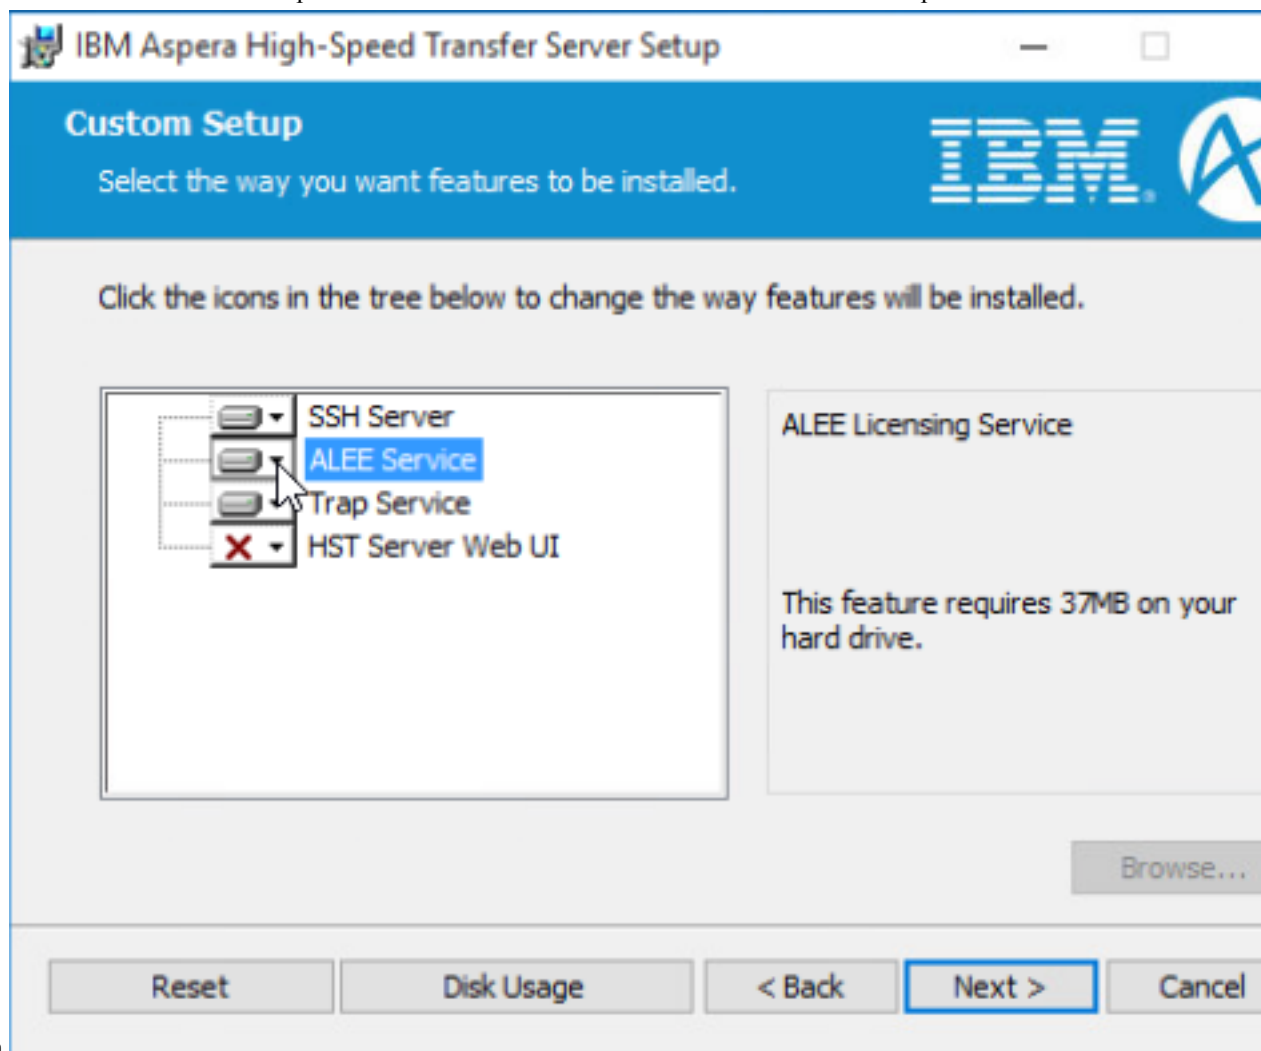 IBM Aspera High-Speed Transfer Server Setup
Custom Setup
Select the way you want features to be installed.
IBM.
Click the icons in the tree below to change the way features will be installed.
SSH Server
ALEE Service
Trap Service
HST Server Web UI
ALEE Licensing Service
This feature requires 37MB on your
hard drive.
Browse...
Reset
Disk Usage
< Back
Next >
Cancel